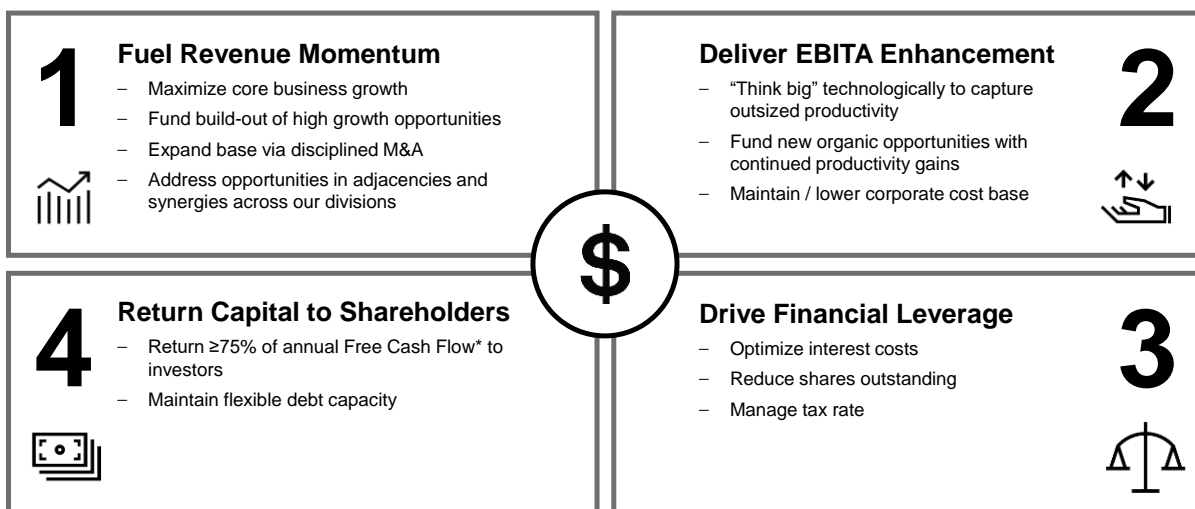 1
Fuel Revenue Momentum
– Maximize core business growth
– Fund build-out of high growth opportunities
– Expand base via disciplined M&A
– Address opportunities in adjacencies and
synergies across our divisions
2
Deliver EBITA Enhancement
– “Think big” technologically to capture
outsized productivity
– Fund new organic opportunities with
continued productivity gains
– Maintain / lower corporate cost base
$
3
Drive Financial Leverage
– Optimize interest costs
– Reduce shares outstanding
– Manage tax rate
4
Return Capital to Shareholders
– Return ≥75% of annual Free Cash Flow* to
investors
– Maintain flexible debt capacity